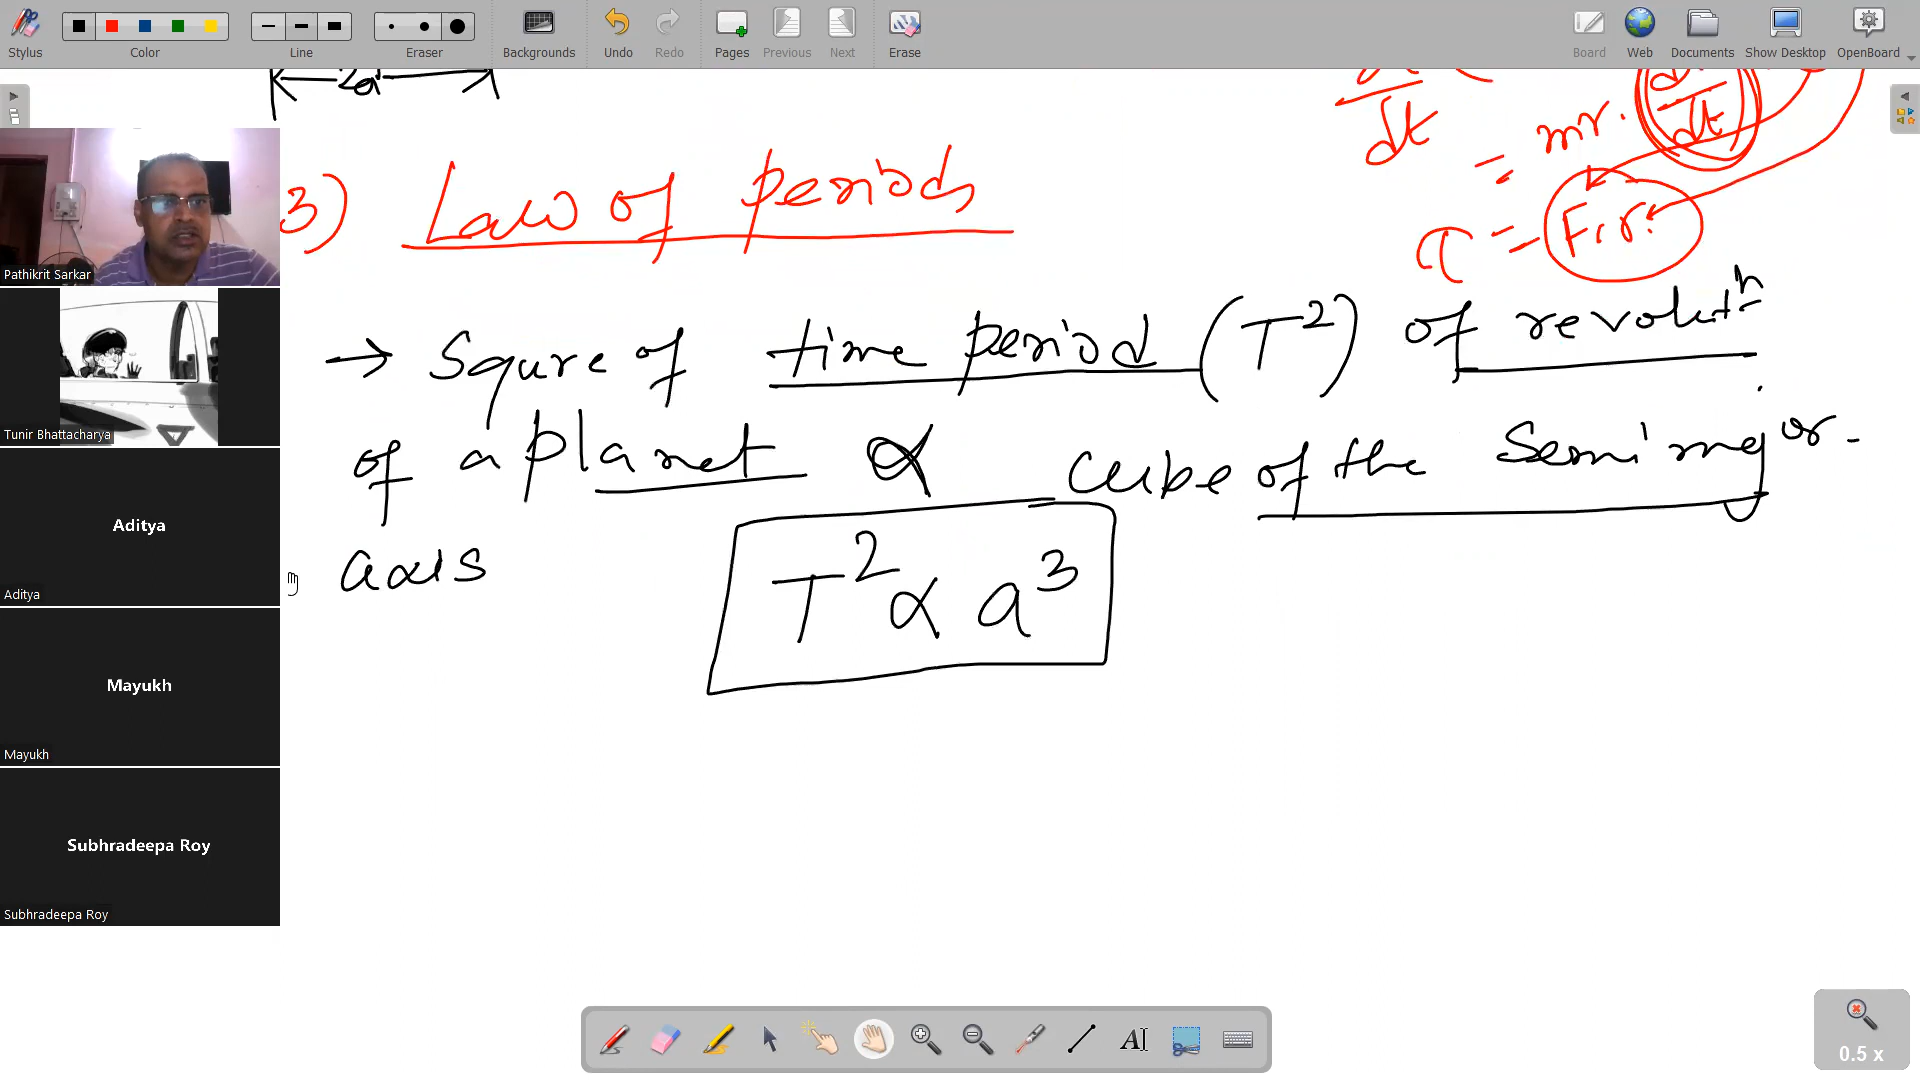 Stylus
Color
Line
Eraser
Backgrounds
Undo
Redo
Pages
Previous
Next
Erase
Board
Web
Documents
Show Desktop
OpenBoard
2a
dt
= mr.
dt
τ = F.r.
3) Law of periods
→ Squre of time period (T²) of revolutⁿ
of a planet ∝ cube of the Semi major
axis
T² ∝ a³
Pathikrit Sarkar
Tunir Bhattacharya
Aditya
Aditya
Mayukh
Mayukh
Subhradeepa Roy
Subhradeepa Roy
0.5 x